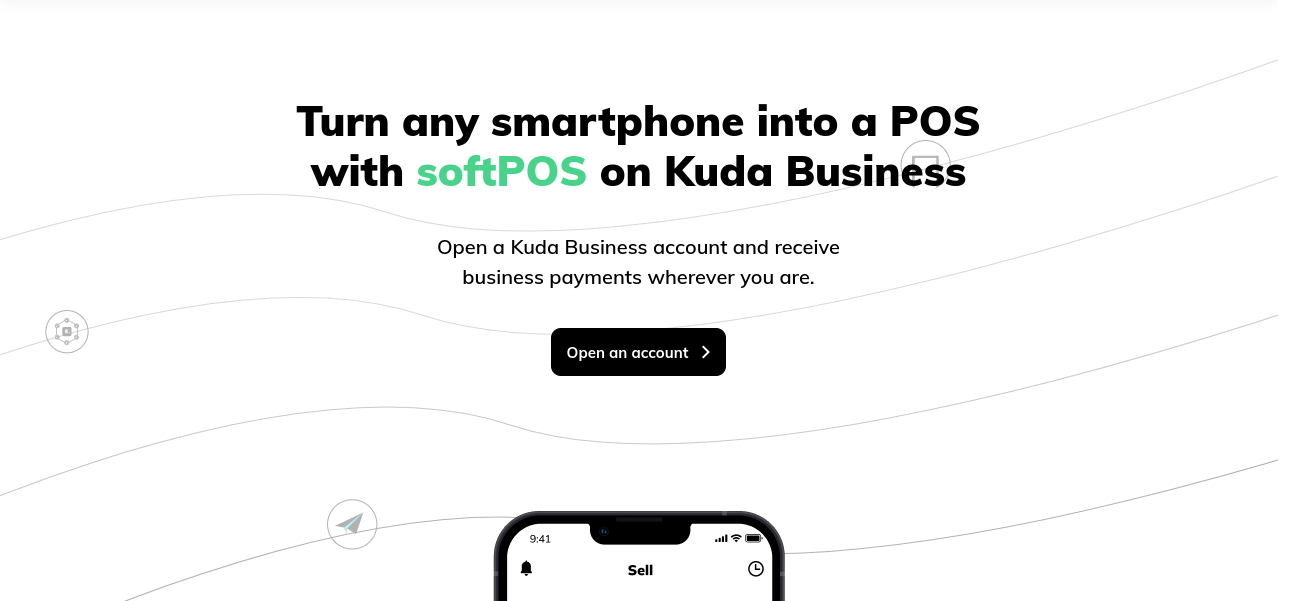 Turn any smartphone into a POS
with softPOS on Kuda Business
Open a Kuda Business account and receive
business payments wherever you are.
Open an account
9:41
Sell